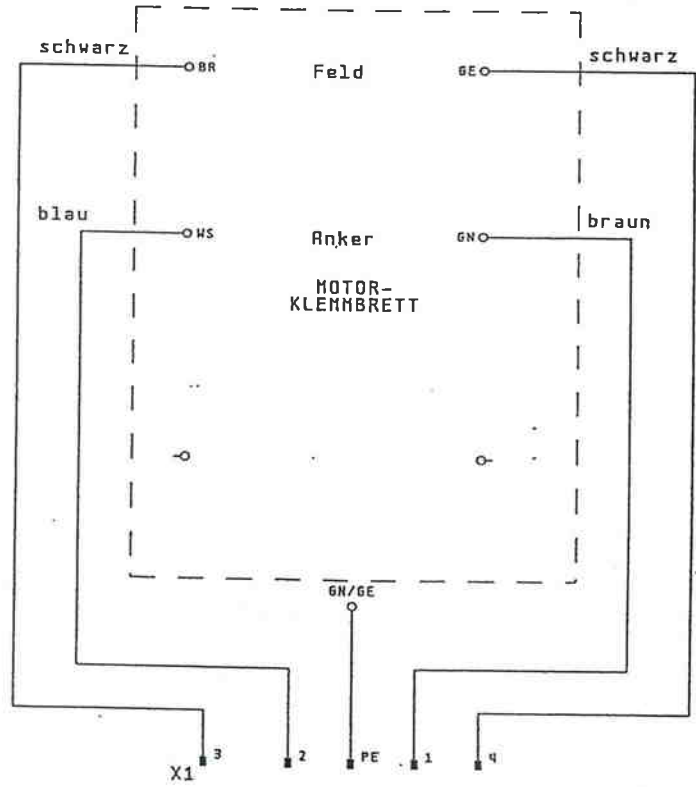 schwarz
schwarz
BR
Feld
GE
blau
braun
WS
Anker
GN
MOTOR-
KLEMMBRETT
GN/GE
3
2
PE
1
4
X1